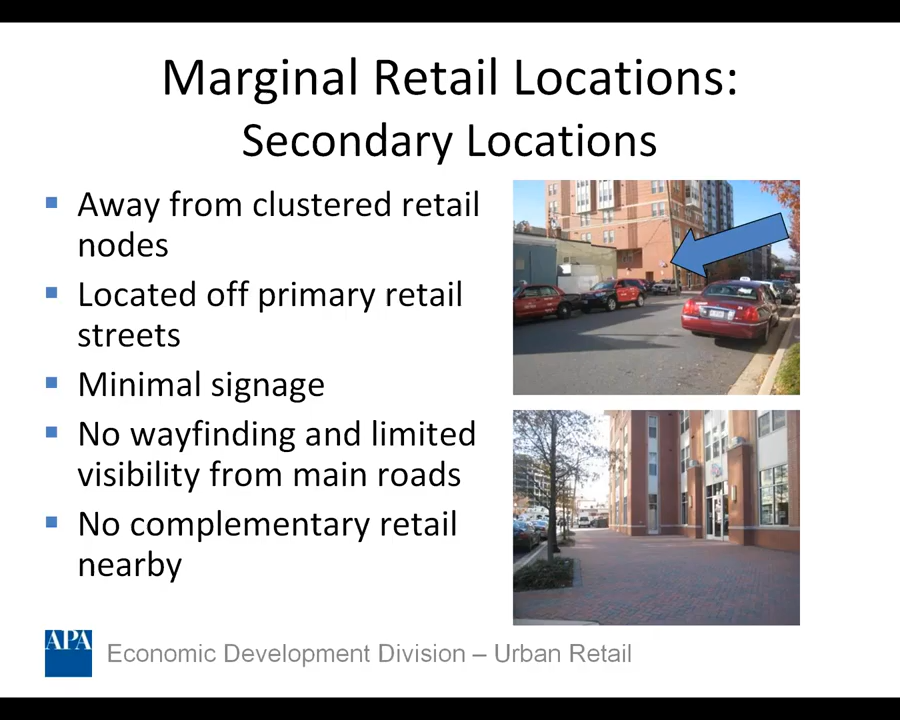 Marginal Retail Locations:
Secondary Locations
Away from clustered retail
nodes
Located off primary retail
streets
Minimal signage
No wayfinding and limited
visibility from main roads
No complementary retail
nearby
APA
Economic Development Division – Urban Retail